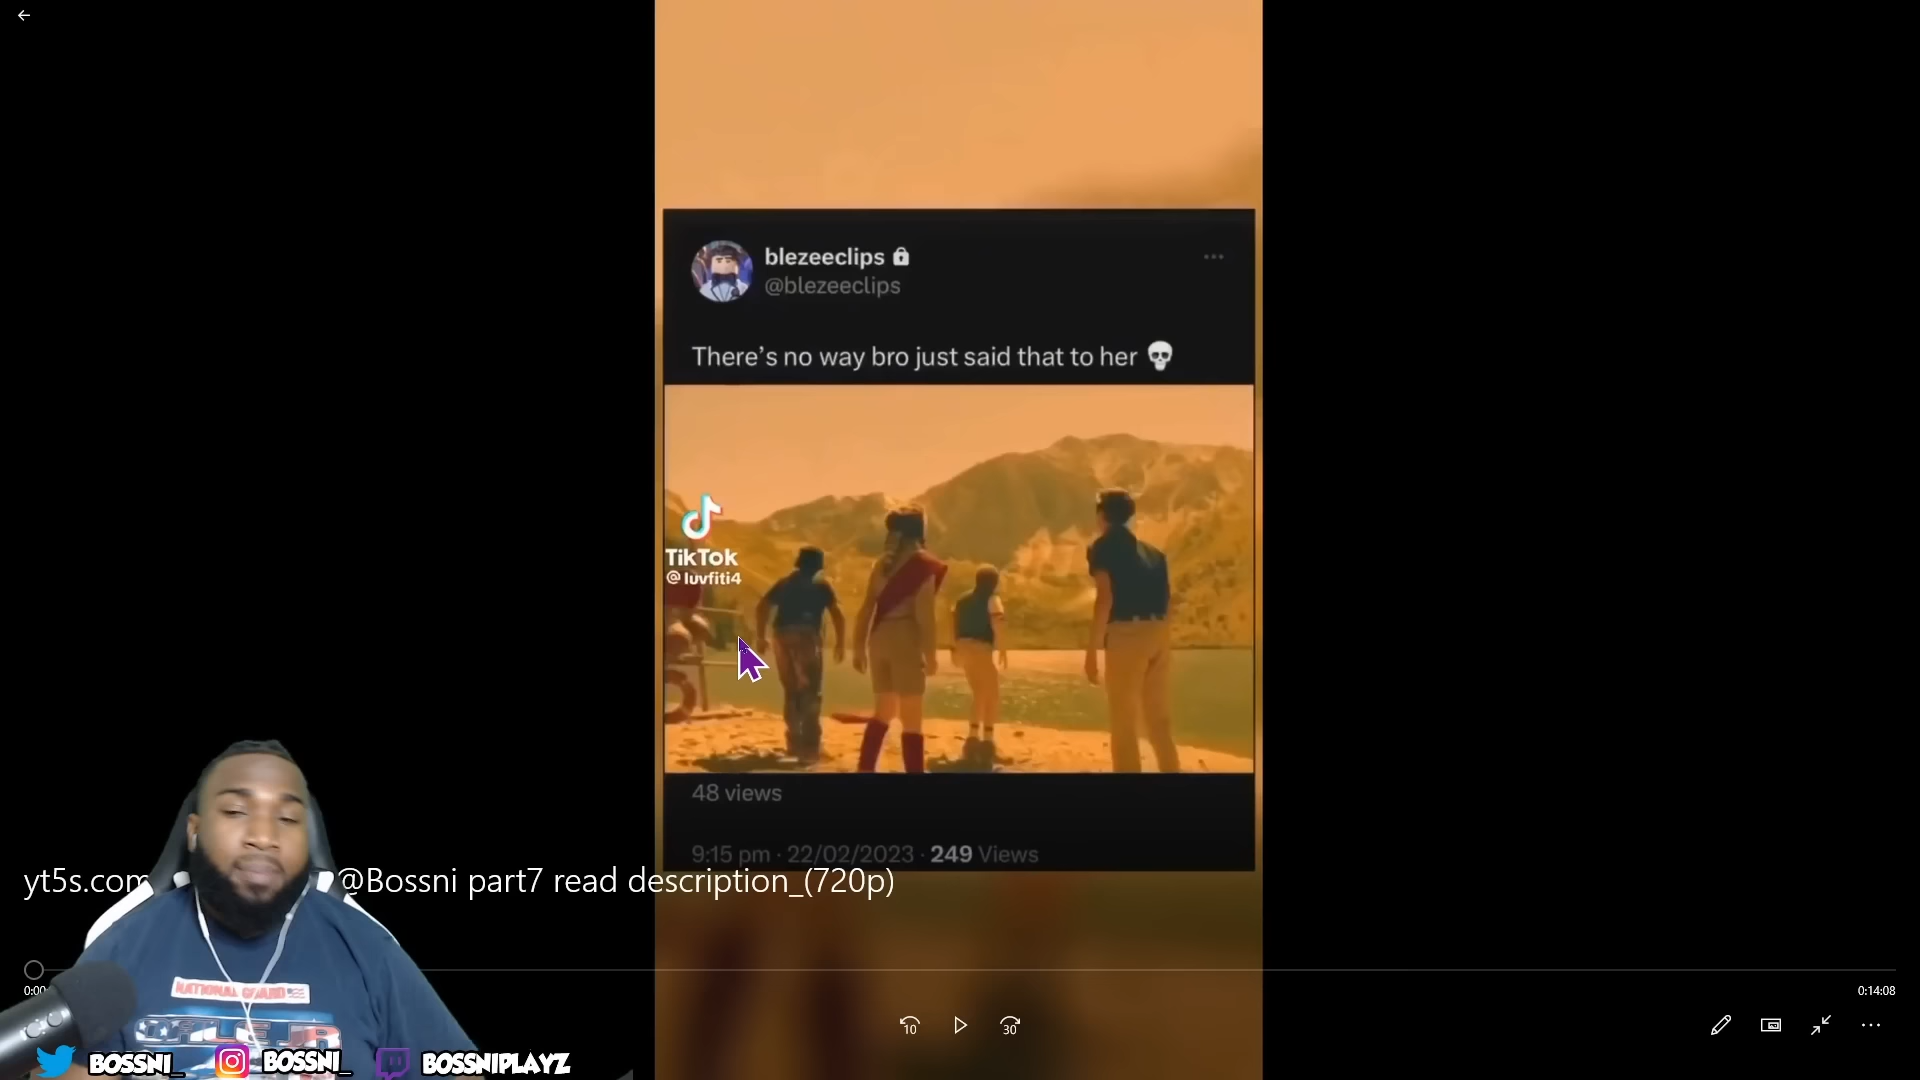 blezeeclips
@blezeeclips
There's no way bro just said that to her 💀
TikTok
@luvfiti4
48 views
9:15 pm · 22/02/2023 · 249 Views
yt5s.com @Bossni part7 read description_(720p)
0:00
0:14:08
NATIONAL GUARD
10
30
BOSSNI_
BOSSNI_
BOSSNIPLAYZ